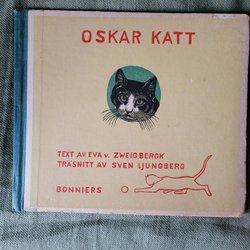 OSKAR KATT
TEXT AV EVA v. ZWEIGBERGK
TRÄSNITT AV SVEN LJUNGBERG
BONNIERS